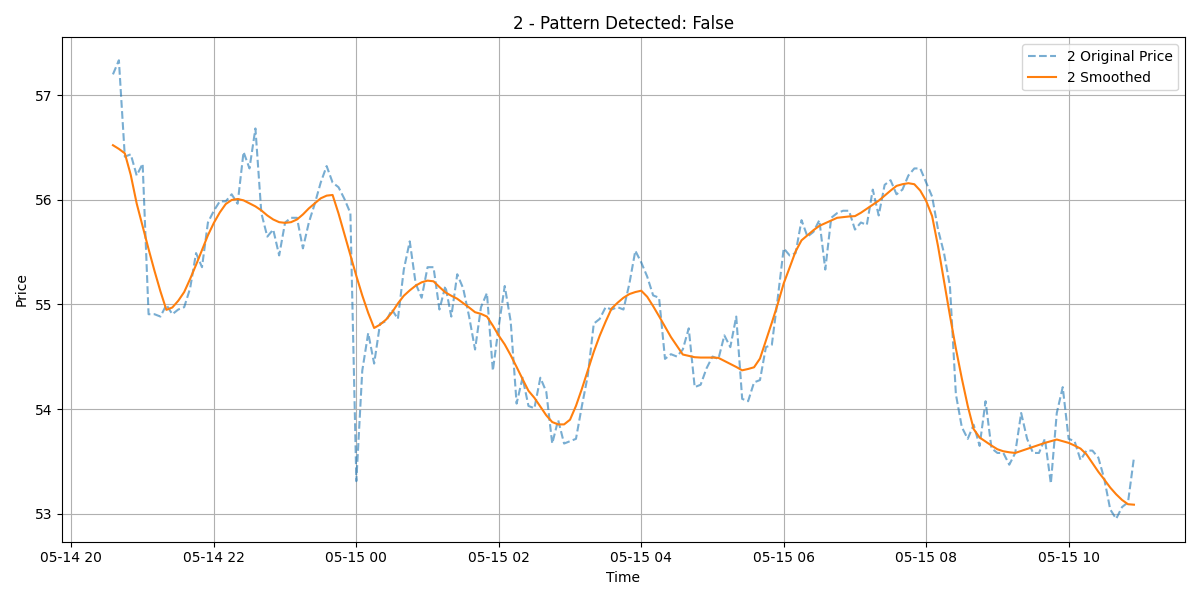 2 - Pattern Detected: False
2 Original Price
2 Smoothed
Price
57
56
55
54
53
05-14 20
05-14 22
05-15 00
05-15 02
05-15 04
05-15 06
05-15 08
05-15 10
Time